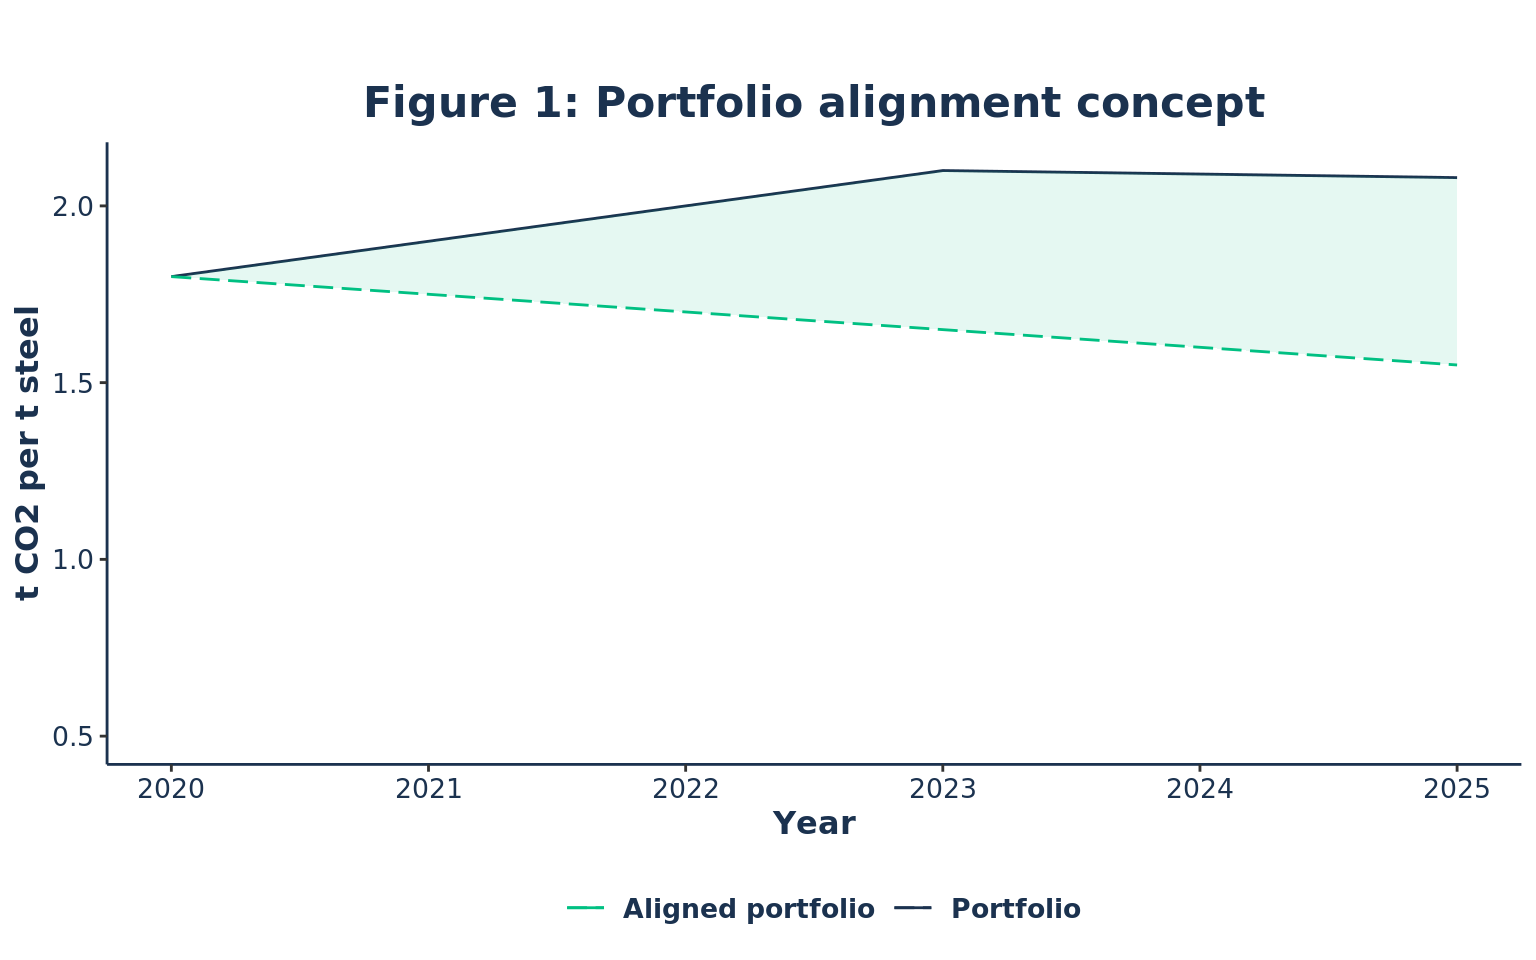 Figure 1: Portfolio alignment concept
t CO2 per t steel
2.0
1.5
1.0
0.5
2020 2021 2022 2023 2024 2025
Year
Aligned portfolio Portfolio